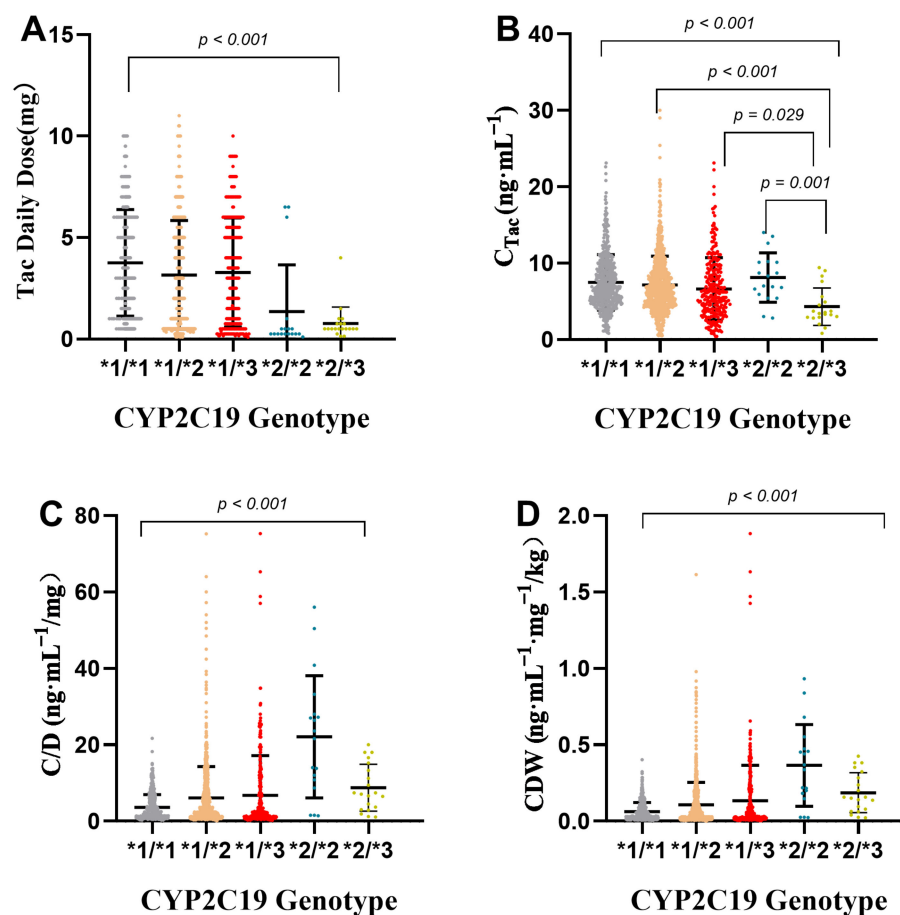 A
p < 0.001
Tac Daily Dose(mg)
15
10
5
0
*1/*1 *1/*2 *1/*3 *2/*2 *2/*3
CYP2C19 Genotype
B
p < 0.001
p < 0.001
p = 0.029
p = 0.001
C_Tac (ng·mL⁻¹)
40
30
20
10
0
*1/*1 *1/*2 *1/*3 *2/*2 *2/*3
CYP2C19 Genotype
C
p < 0.001
C/D (ng·mL⁻¹/mg)
80
60
40
20
0
*1/*1 *1/*2 *1/*3 *2/*2 *2/*3
CYP2C19 Genotype
D
p < 0.001
CDW (ng·mL⁻¹·mg⁻¹/kg)
2.0
1.5
1.0
0.5
0.0
*1/*1 *1/*2 *1/*3 *2/*2 *2/*3
CYP2C19 Genotype